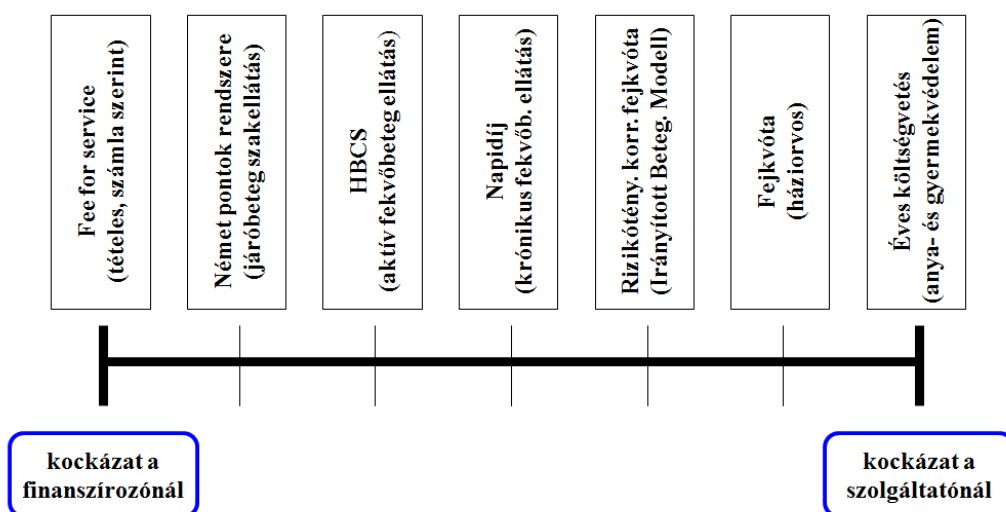 Fee for service
(tételes, számla szerint)
Német pontok rendszere
(járóbeteg szakellátás)
HBCS
(aktív fekvőbeteg ellátás)
Napidíj
(krónikus fekvőb. ellátás)
Rizikótény. korr. fejkvóta
(Irányított Beteg. Modell)
Fejkvóta
(háziorvos)
Éves költségvetés
(anya- és gyermekvédelem)
kockázat a
finanszírozónál
kockázat a
szolgáltatónál